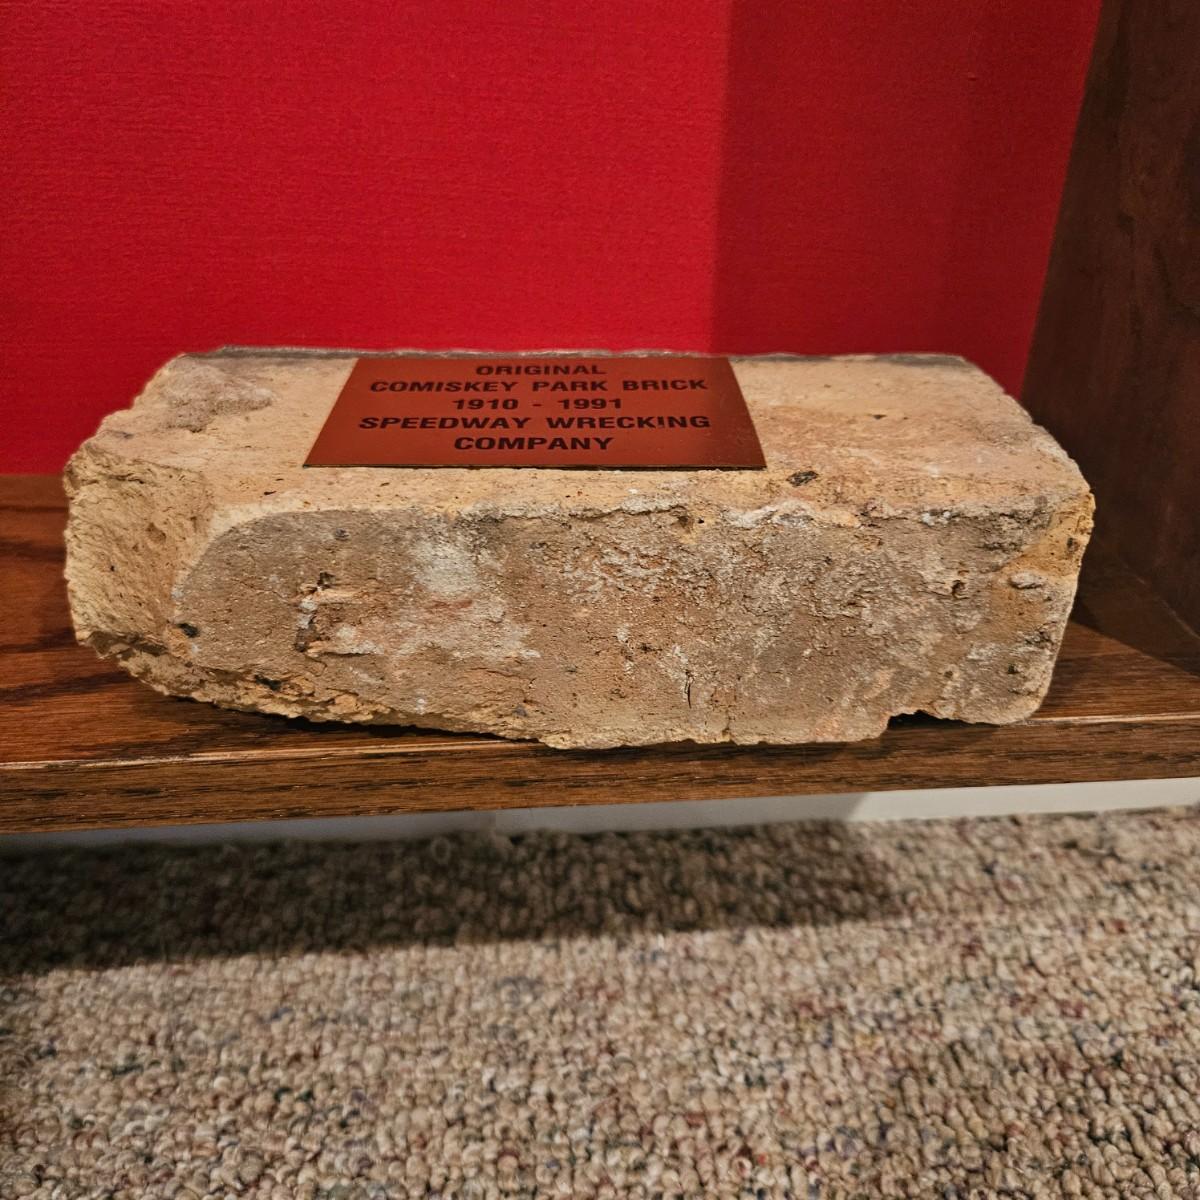 ORIGINAL
COMISKEY PARK BRICK
1910 - 1991
SPEEDWAY WRECKING
COMPANY